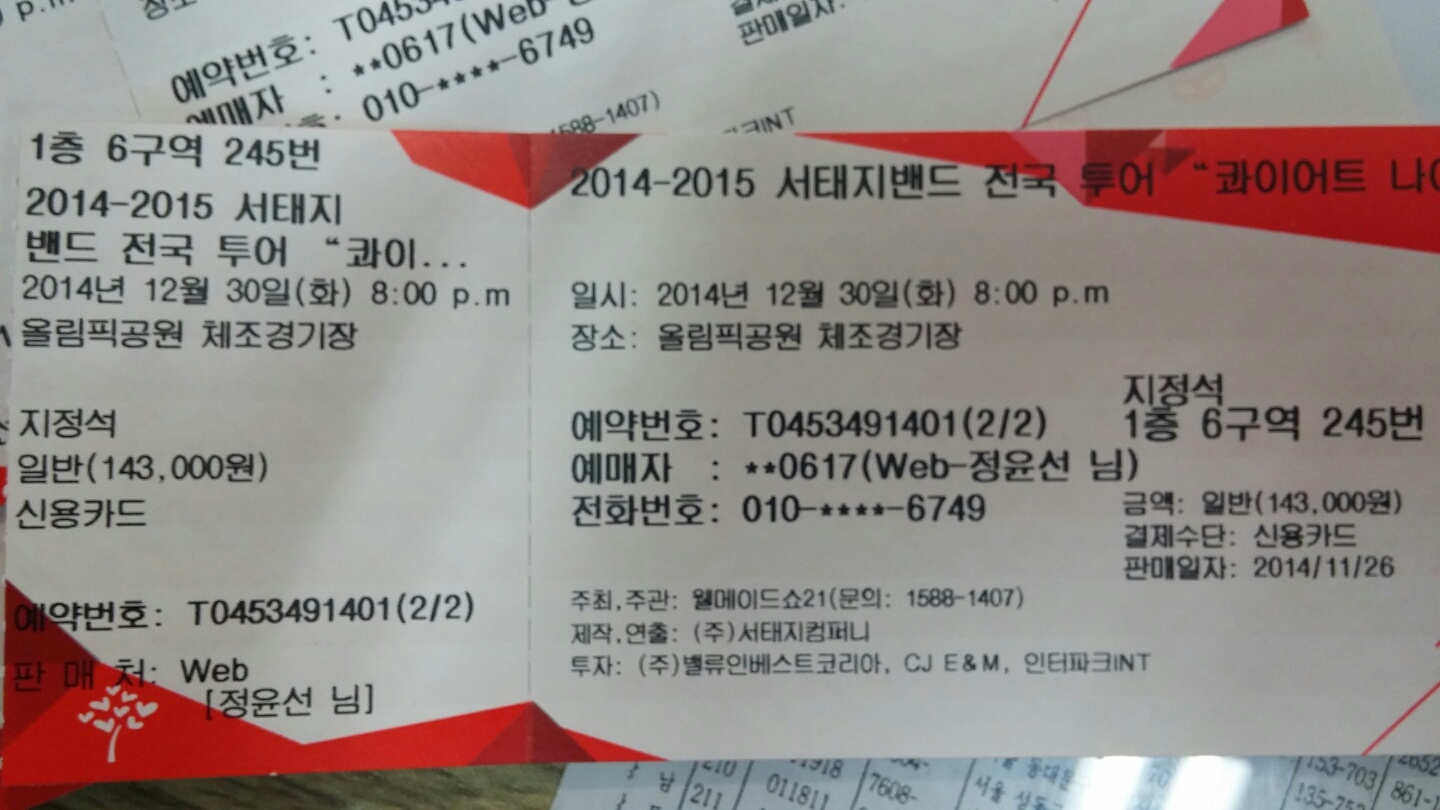 예약번호:
**0617(Web-
예매자 :
010-****-6749
판매일자:
1588-1407)
1층 6구역 245번
2014-2015 서태지
밴드 전국 투어 “콰이...
2014년 12월 30일(화) 8:00 p.m
올림픽공원 체조경기장
지정석
일반(143,000원)
신용카드
예약번호: T0453491401(2/2)
판 매 처: Web
[정윤선 님]
2014-2015 서태지밴드 전국 투어 “콰이어트
일시: 2014년 12월 30일(화) 8:00 p.m
장소: 올림픽공원 체조경기장
지정석
1층 6구역 245번
예약번호: T0453491401(2/2)
예매자 : **0617(Web-정윤선 님)
전화번호: 010-****-6749
금액: 일반(143,000원)
결제수단: 신용카드
판매일자: 2014/11/26
주최,주관: 웰메이드쇼21(문의: 1588-1407)
제작,연출: (주)서태지컴퍼니
투자: (주)밸류인베스트코리아, CJ E&M, 인터파크INT
남
211
011811
7608-
153-703